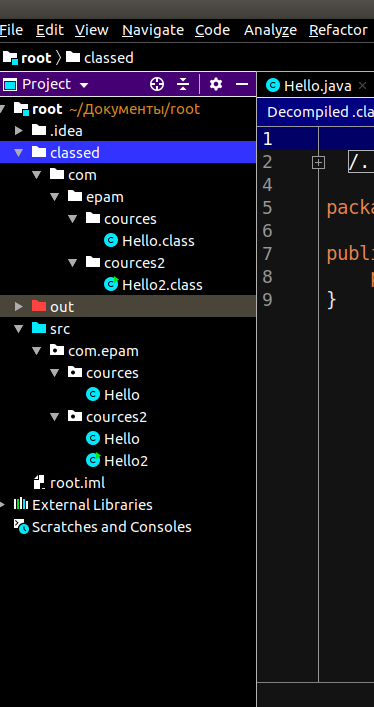 File Edit View Navigate Code Analyze Refactor
root classed
Project
Hello.java
root ~/Документы/root
Decompiled .cla
.idea
classed
com
epam
cources
Hello.class
cources2
Hello2.class
out
src
com.epam
cources
Hello
cources2
Hello
Hello2
root.iml
External Libraries
Scratches and Consoles
1
2 /.
4
5 packa
6
7 publi
8 p
9 }